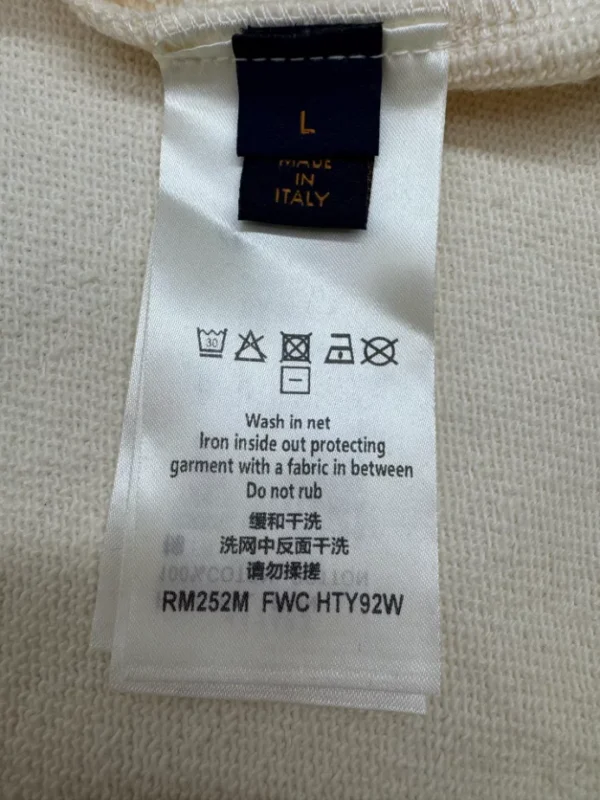 L
MADE
IN
ITALY
30
Wash in net
Iron inside out protecting
garment with a fabric in between
Do not rub
缓和干洗
洗网中反面干洗
请勿揉搓
RM252M FWC HTY92W